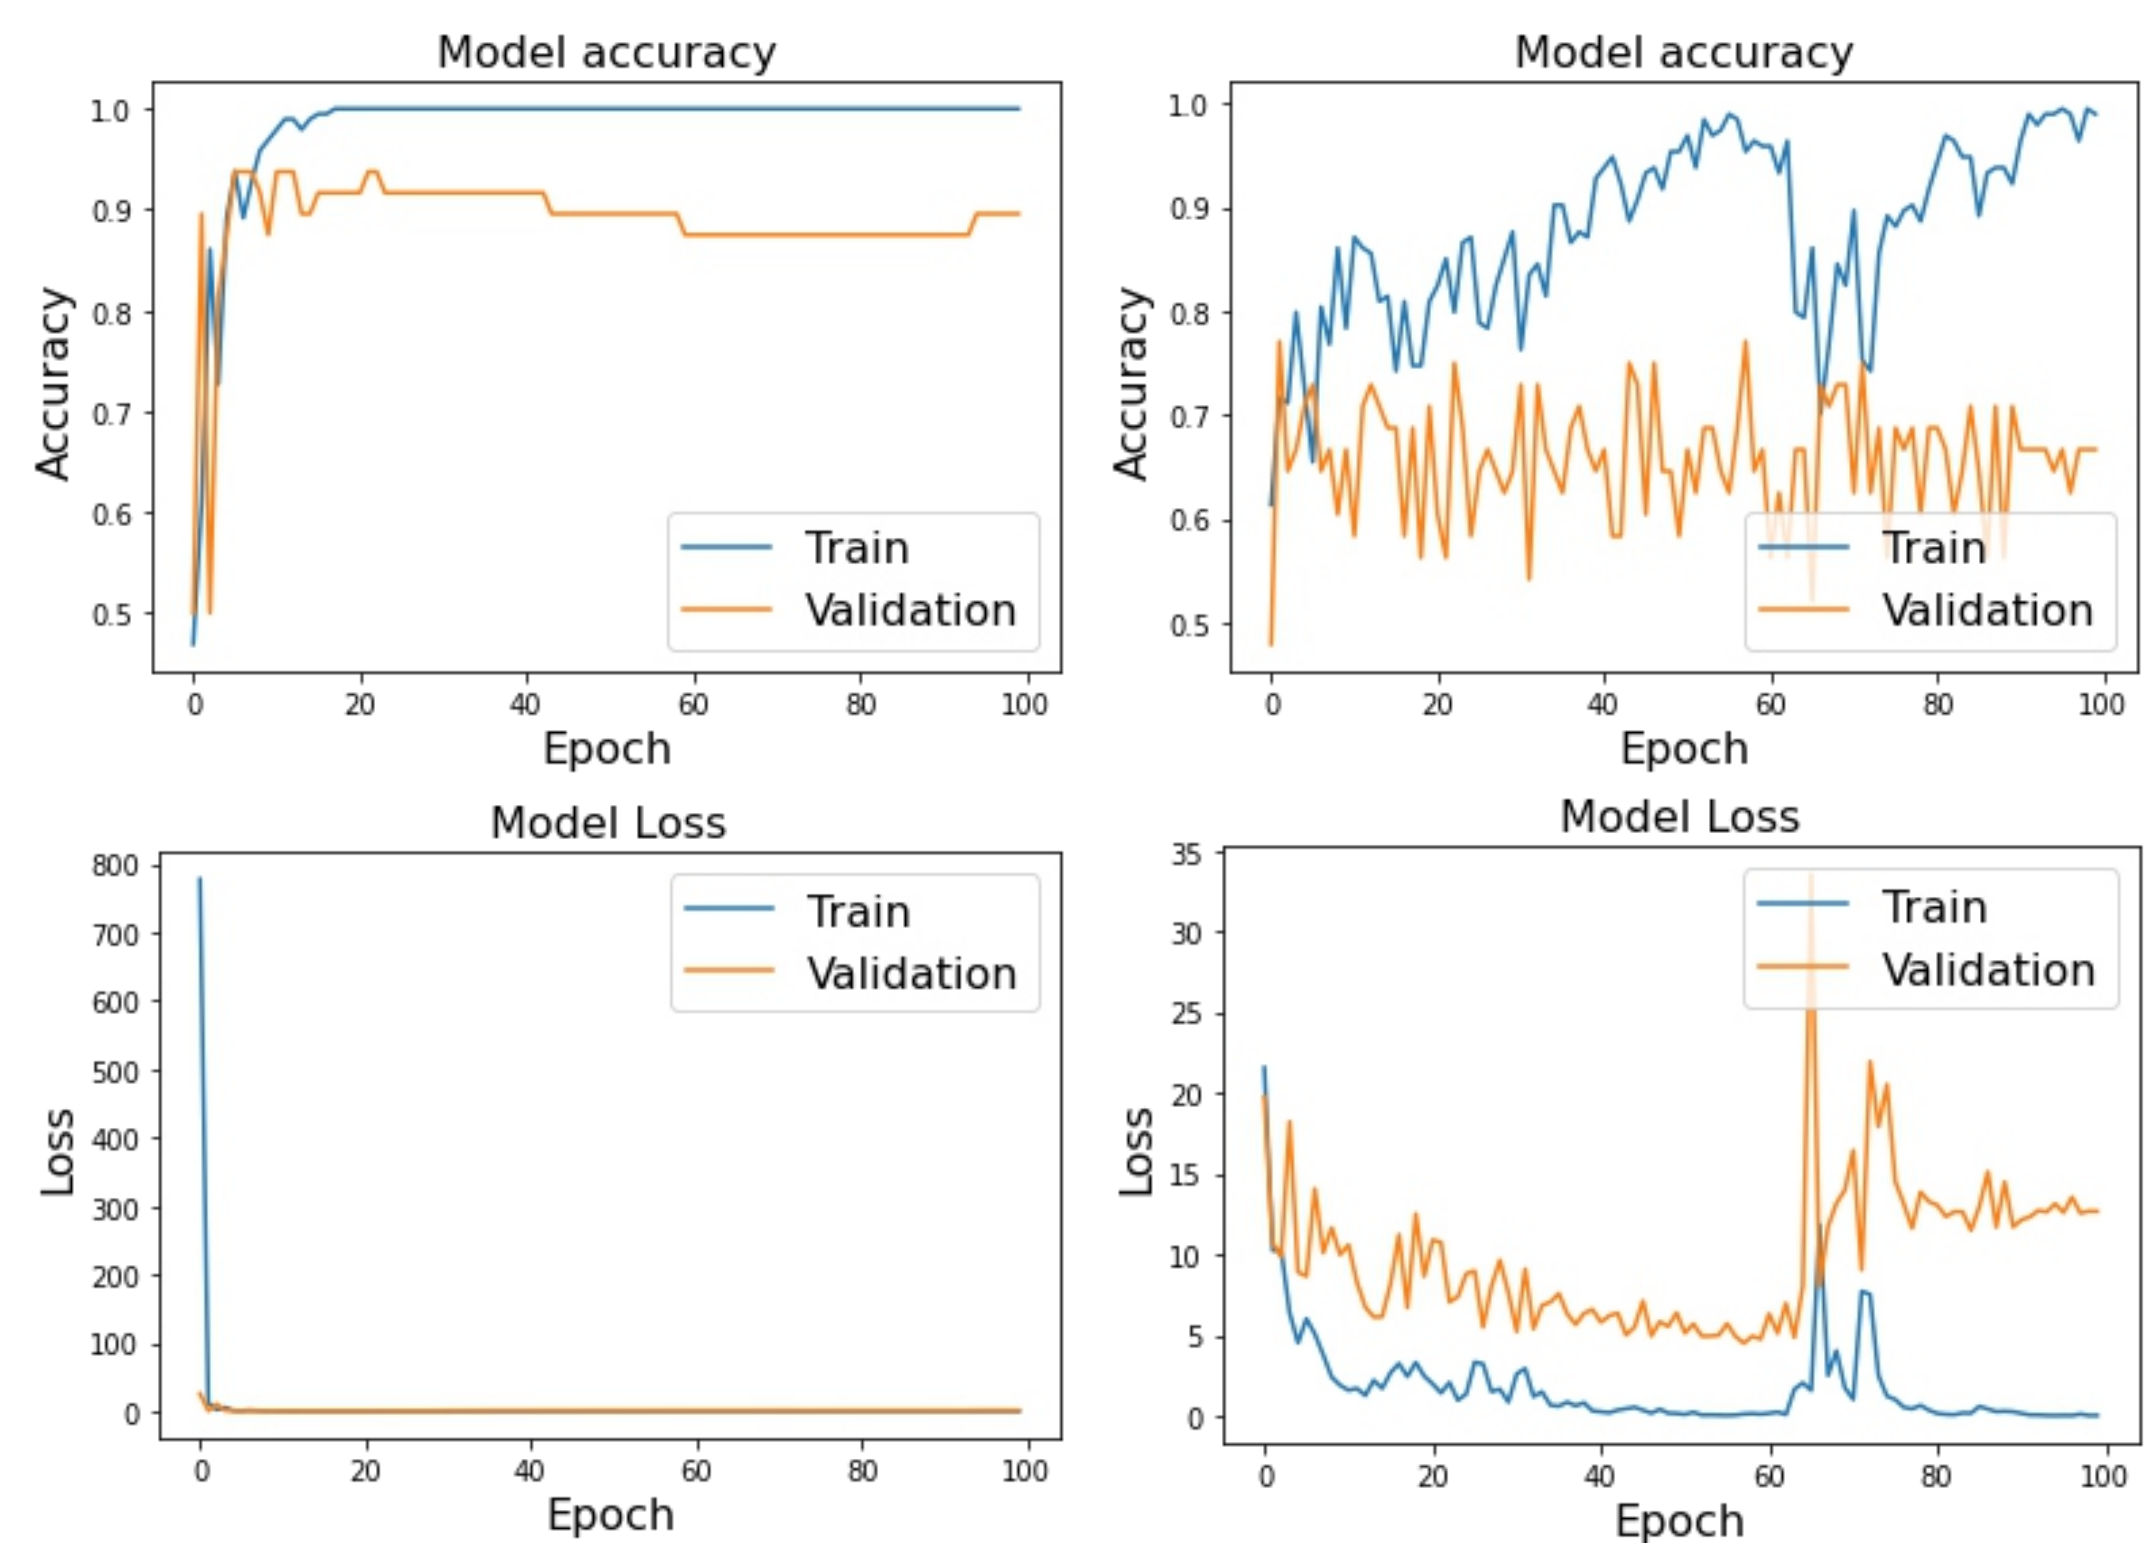 Model accuracy
1.0
0.9
0.8
0.7
0.6
0.5
Accuracy
Train
Validation
0 20 40 60 80 100
Epoch
Model accuracy
1.0
0.9
0.8
0.7
0.6
0.5
Accuracy
Train
Validation
0 20 40 60 80 100
Epoch
Model Loss
800
700
600
500
400
300
200
100
0
Loss
Train
Validation
0 20 40 60 80 100
Epoch
Model Loss
35
30
25
20
15
10
5
0
Loss
Train
Validation
0 20 40 60 80 100
Epoch